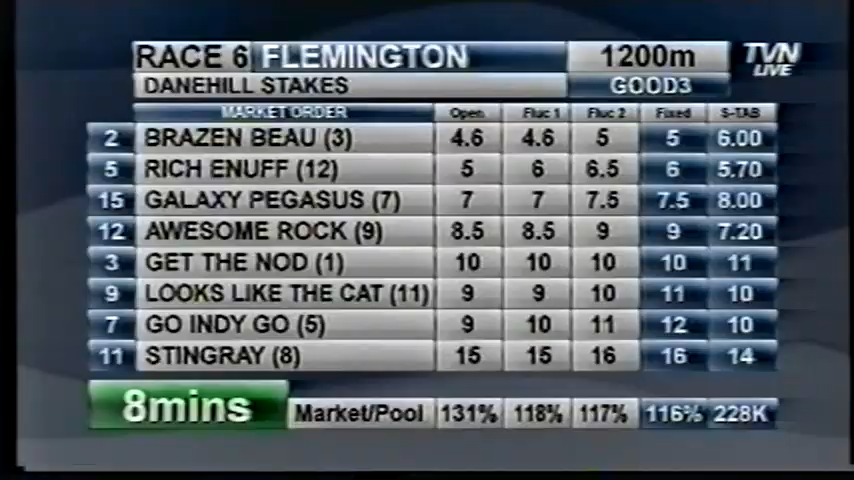 RACE 6 FLEMINGTON 1200m TVN LIVE
DANEHILL STAKES GOOD3
MARKET ORDER Open Fluc 1 Fluc 2 Fixed S-TAB
2 BRAZEN BEAU (3) 4.6 4.6 5 5 6.00
5 RICH ENUFF (12) 5 6 6.5 6 5.70
15 GALAXY PEGASUS (7) 7 7 7.5 7.5 8.00
12 AWESOME ROCK (9) 8.5 8.5 9 9 7.20
3 GET THE NOD (1) 10 10 10 10 11
9 LOOKS LIKE THE CAT (11) 9 9 10 11 10
7 GO INDY GO (5) 9 10 11 12 10
11 STINGRAY (8) 15 15 16 16 14
8mins Market/Pool 131% 118% 117% 116% 228K